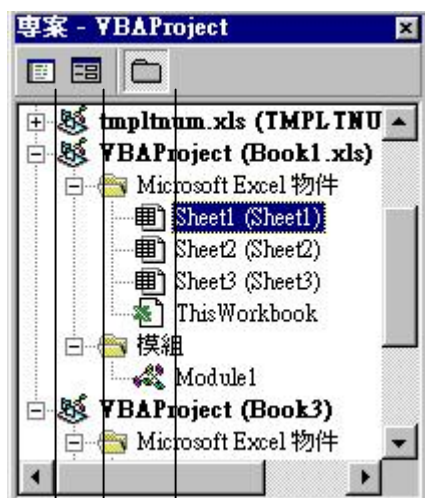 專案 - VBAProject
tmpltnum.xls (TMPLTNU
VBAProject (Book1.xls)
Microsoft Excel 物件
Sheet1 (Sheet1)
Sheet2 (Sheet2)
Sheet3 (Sheet3)
ThisWorkbook
模組
Module1
VBAProject (Book3)
Microsoft Excel 物件